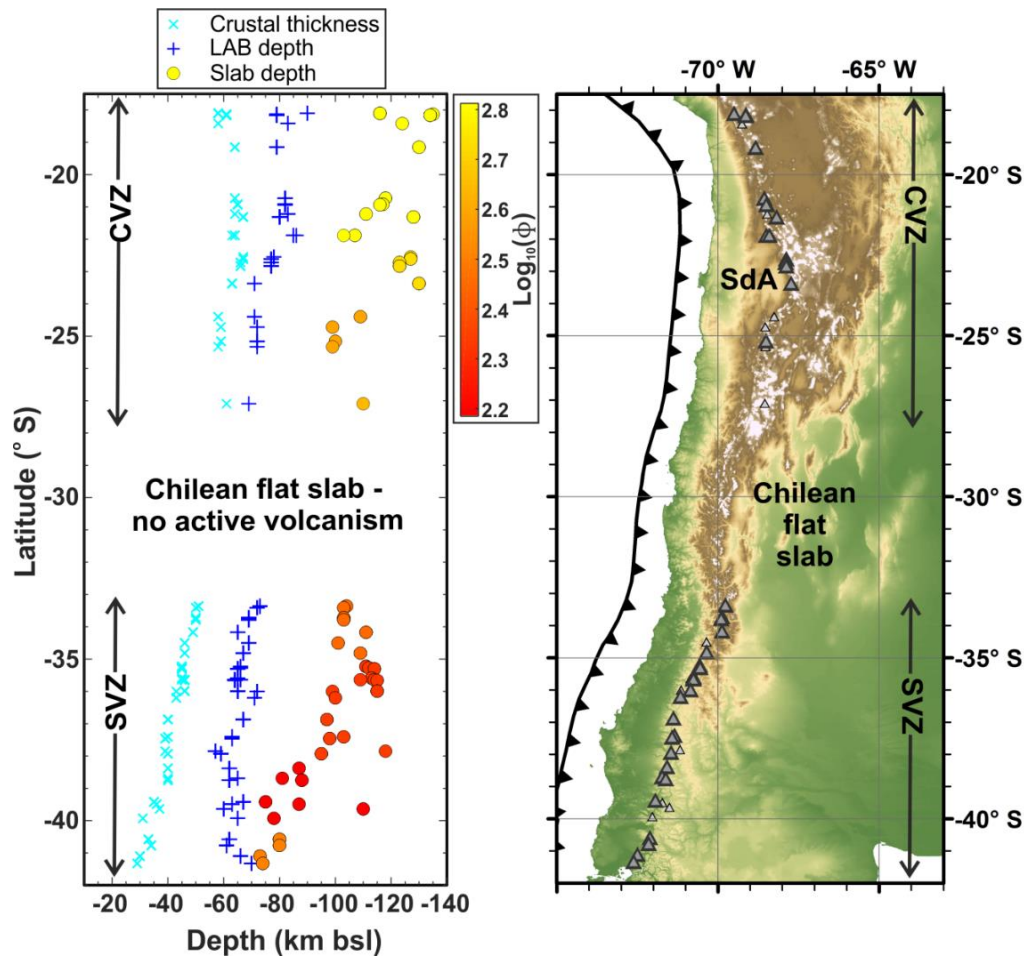 Crustal thickness
LAB depth
Slab depth
-70° W
-65° W
-20
-25
-30
-35
-40
Latitude (° S)
CVZ
SVZ
Chilean flat slab -
no active volcanism
-20
-40
-60
-80
-100
-120
-140
Depth (km bsl)
2.8
2.7
2.6
2.5
2.4
2.3
2.2
Log10(ϕ)
SdA
Chilean
flat
slab
CVZ
SVZ
-20° S
-25° S
-30° S
-35° S
-40° S